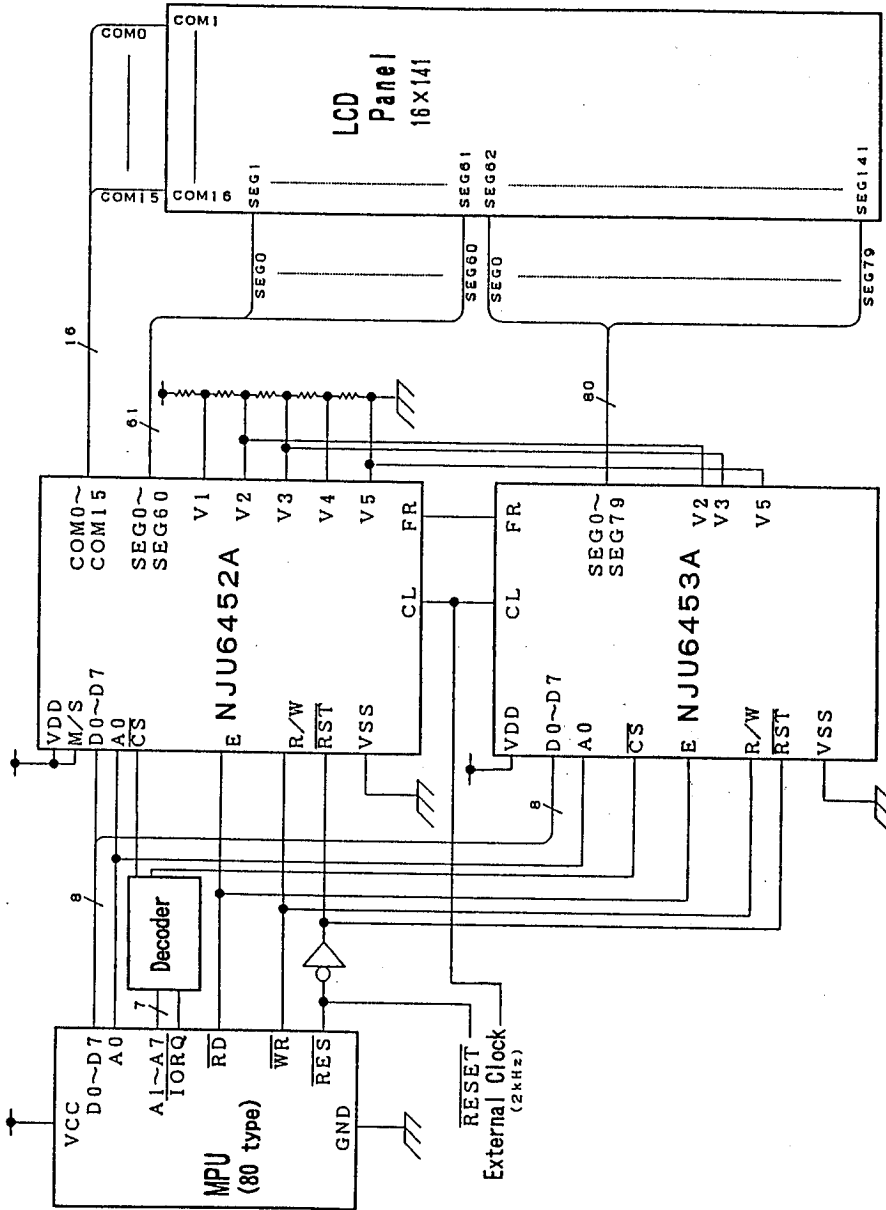 VCC
D0~D7
A0
A1~A7
IORQ
RD
WR
RES
GND
MPU
(80 type)
7
Decoder
8
RESET
External Clock
(2kHz)
VDD
M/S
D0~D7
A0
CS
E
R/W
RST
VSS
NJU6452A
COM0~
COM15
SEG0~
SEG60
V1
V2
V3
V4
V5
CL
FR
8
VDD
D0~D7
A0
CS
E
R/W
RST
VSS
NJU6453A
CL
FR
SEG0~
SEG79
V2
V3
V5
16
61
80
COM0
COM15
SEG0
SEG60
SEG0
SEG79
COM1
COM16
SEG1
SEG61
SEG62
SEG141
LCD
Panel
16×141